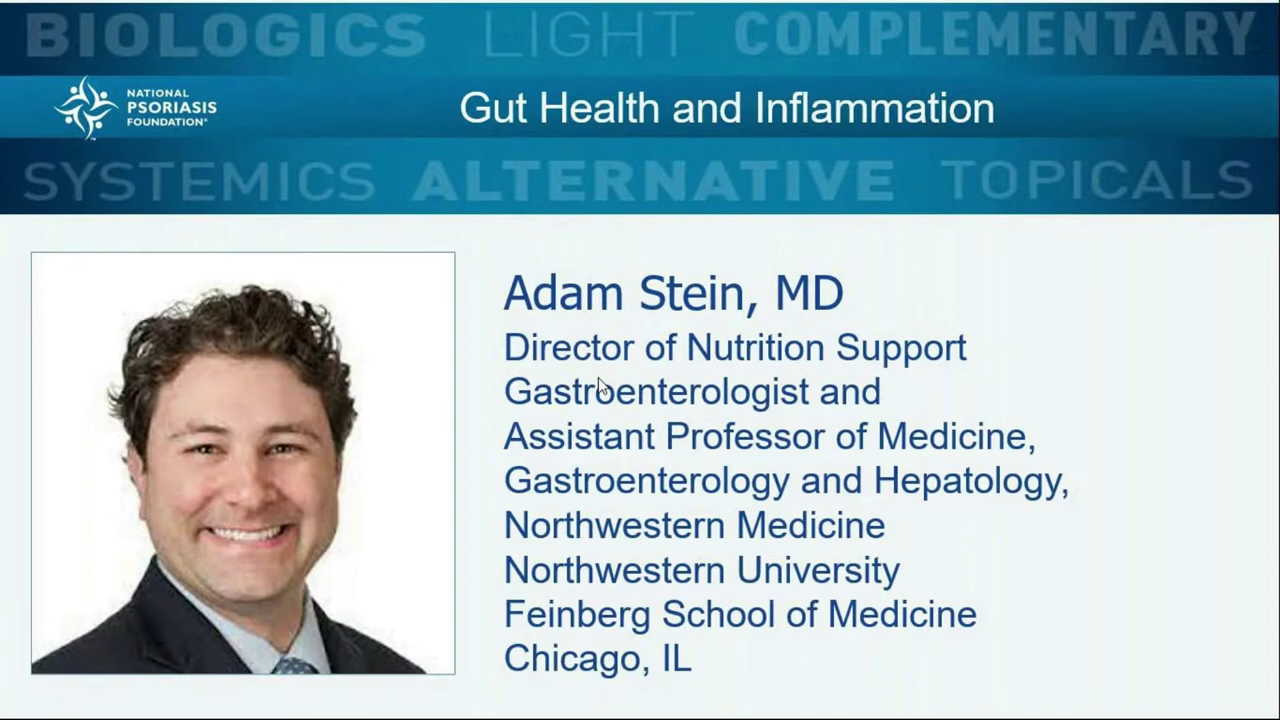 BIOLOGICS LIGHT COMPLEMENTARY
NATIONAL
PSORIASIS
FOUNDATION®
Gut Health and Inflammation
SYSTEMICS ALTERNATIVE TOPICALS
Adam Stein, MD
Director of Nutrition Support
Gastroenterologist and
Assistant Professor of Medicine,
Gastroenterology and Hepatology,
Northwestern Medicine
Northwestern University
Feinberg School of Medicine
Chicago, IL